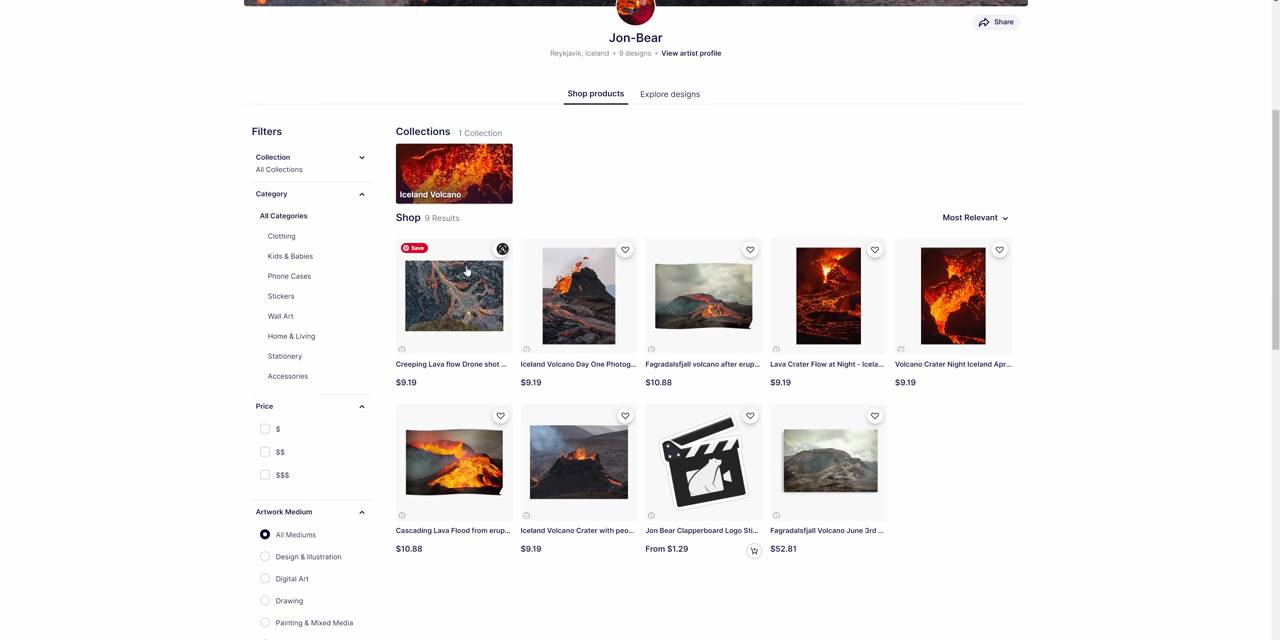 Share
Jon-Bear
Reykjavik, Iceland • 9 designs • View artist profile
Shop products
Explore designs
Filters
Collection
All Collections
Category
All Categories
Clothing
Kids & Babies
Phone Cases
Stickers
Wall Art
Home & Living
Stationery
Accessories
Price
$
$$
$$$
Artwork Medium
All Mediums
Design & Illustration
Digital Art
Drawing
Painting & Mixed Media
Collections 1 Collection
Iceland Volcano
Shop 9 Results
Most Relevant
Save
Creeping Lava flow Drone shot ...
$9.19
Iceland Volcano Day One Photog...
$9.19
Fagradalsfjall volcano after erup...
$10.88
Lava Crater Flow at Night - Icela...
$9.19
Volcano Crater Night Iceland Apr...
$9.19
Cascading Lava Flood from erup...
$10.88
Iceland Volcano Crater with peo...
$9.19
Jon Bear Clapperboard Logo Sti...
From $1.29
Fagradalsfjall Volcano June 3rd ...
$52.81